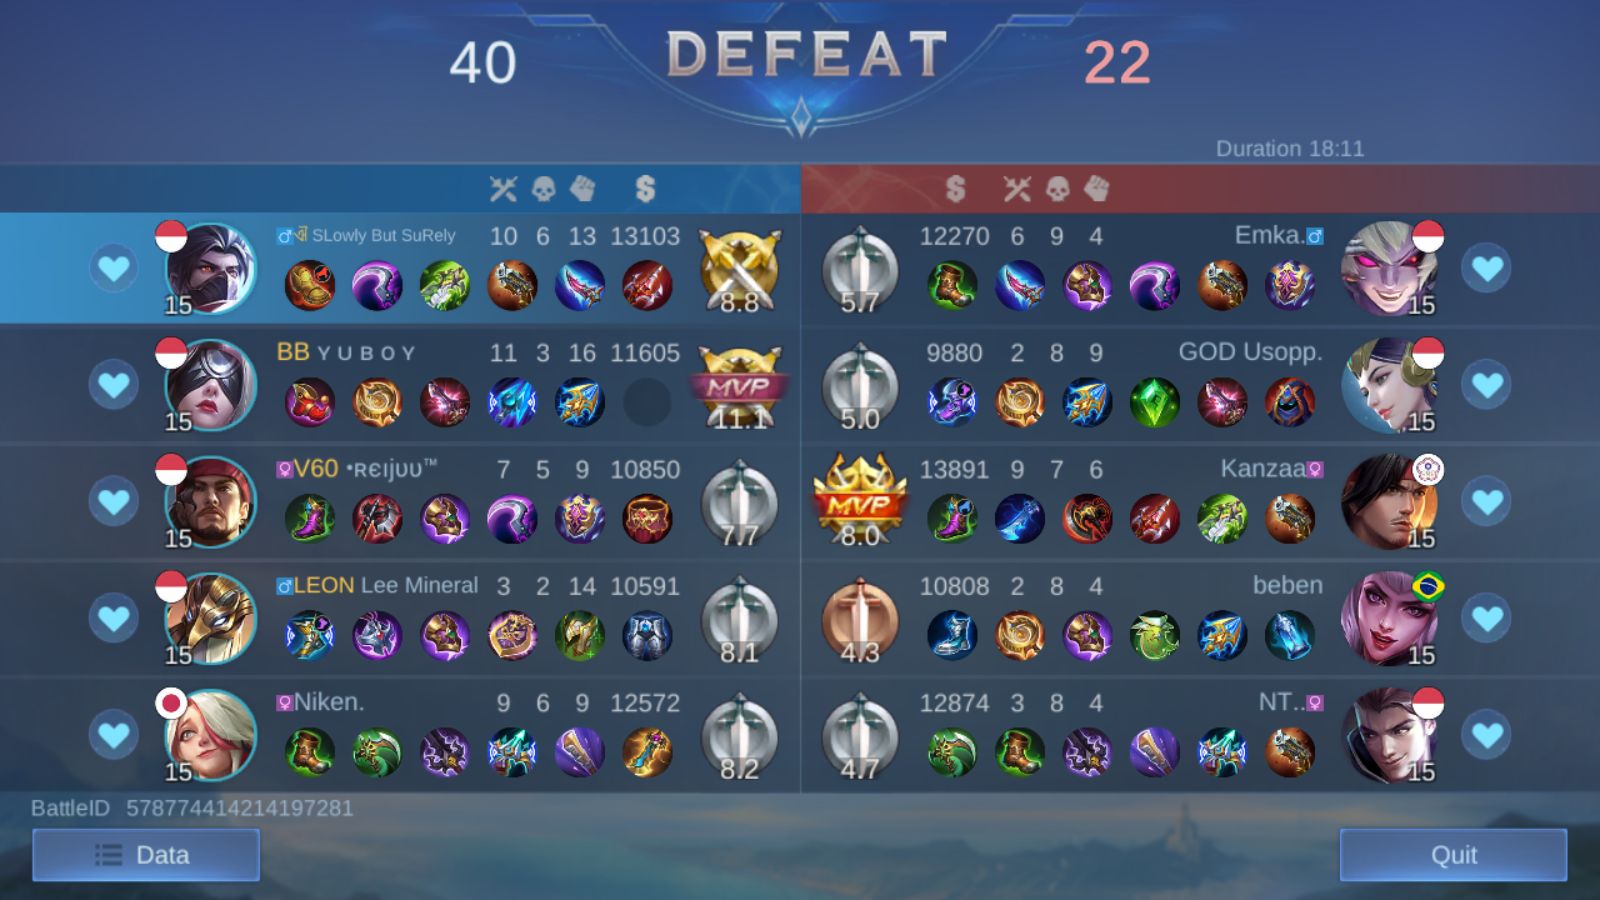 40 DEFEAT 22
Duration 18:11
SLowly But SuRely 10 6 13 13103
15 8.8
12270 6 9 4 Emka.
5.7 15
BB Y U B O Y 11 3 16 11605
MVP
15 11.1
9880 2 8 9 GOD Usopp.
5.0 15
V60 •ʀєıjυυ™ 7 5 9 10850
15 7.7
13891 9 7 6 Kanzaa
MVP
8.0 15
LEON Lee Mineral 3 2 14 10591
15 8.1
10808 2 8 4 beben
4.3 15
Niken. 9 6 9 12572
15 8.2
12874 3 8 4 NT..
4.7 15
BattleID 578774414214197281
Data
Quit